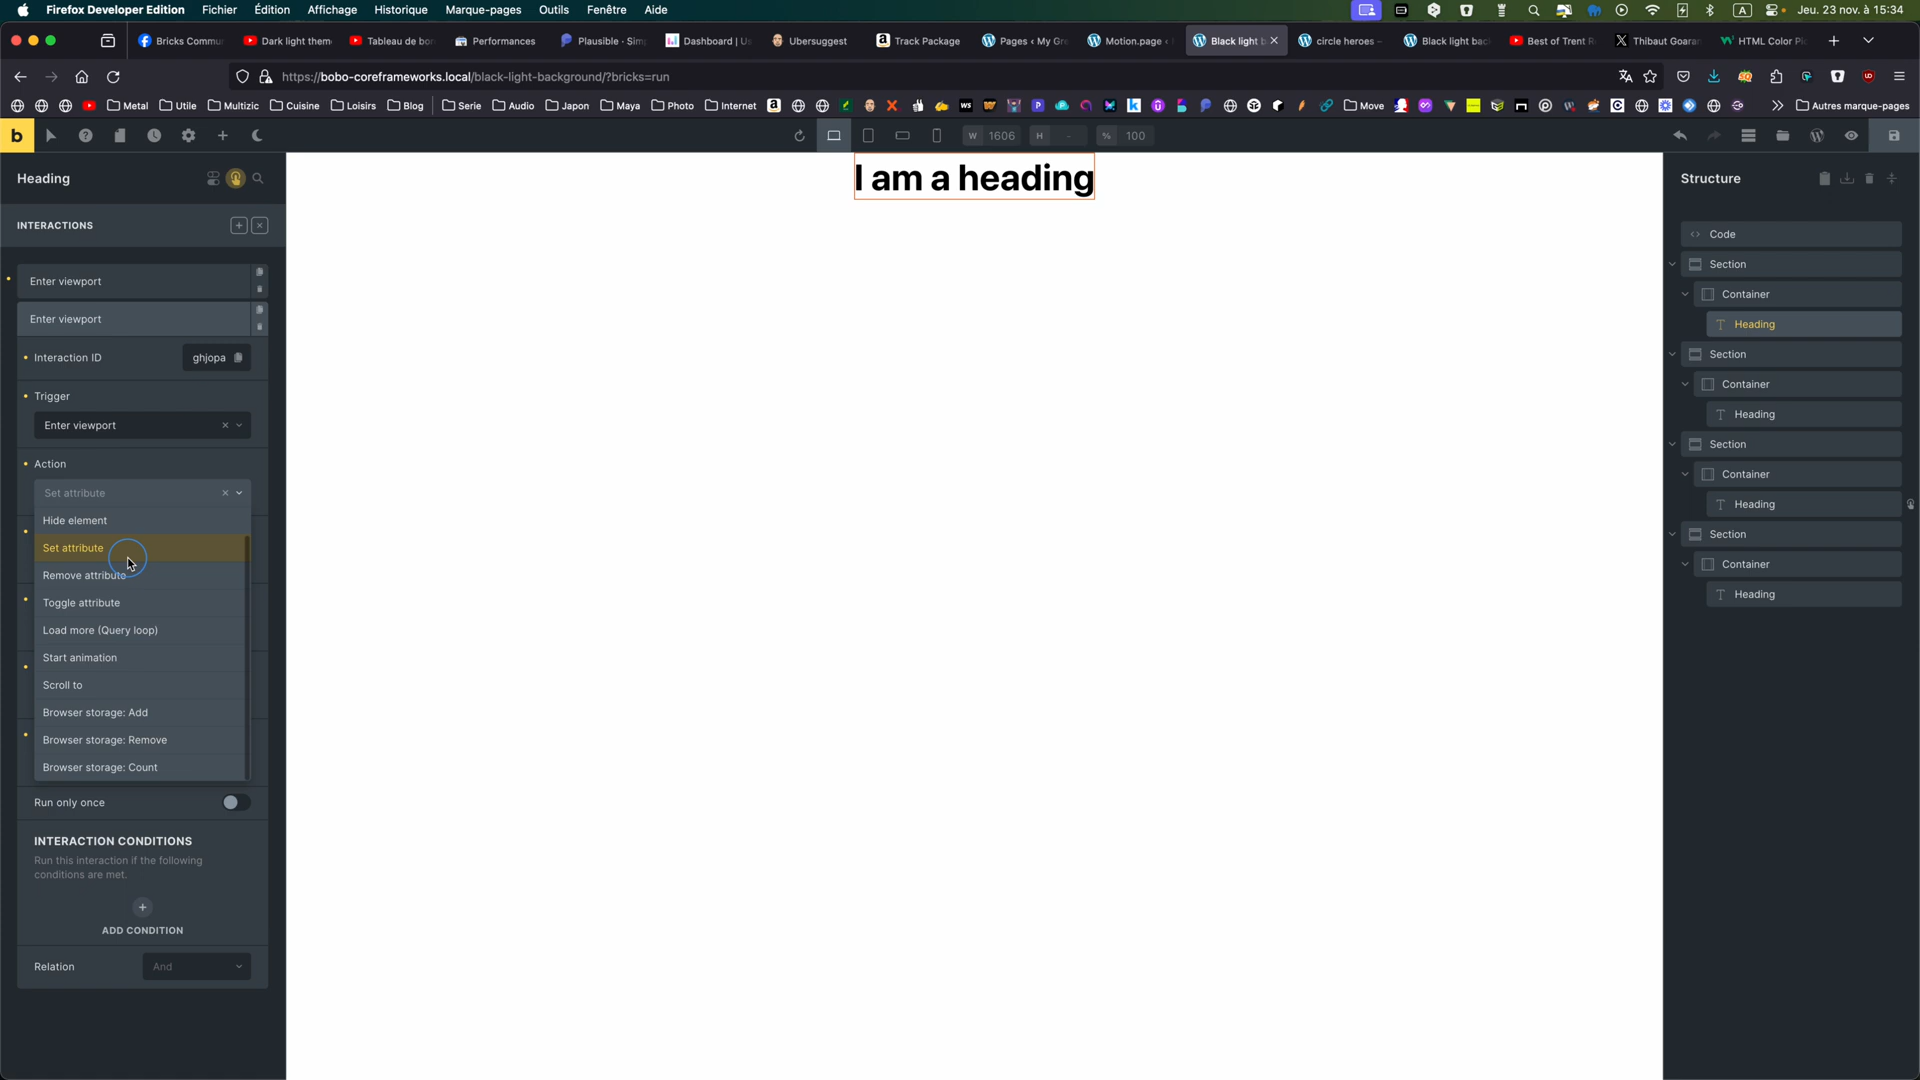 Firefox Developer Edition Fichier Édition Affichage Historique Marque-pages Outils Fenêtre Aide A Jeu. 23 nov. à 15:34
Bricks Commu Dark light them Tableau de bo Performances Plausible · Sim Dashboard | U Ubersuggest Track Package Pages ‹ My Gr Motion.page ‹ Black light b circle heroes – Black light bac Best of Trent R Thibaut Goaran HTML Color Pi
https://bobo-coreframeworks.local/black-light-background/?bricks=run
Metal Utile Multizic Cuisine Loisirs Blog Serie Audio Japon Maya Photo Internet Move Autres marque-pages
b W 1606 H - % 100
Heading
INTERACTIONS
Enter viewport
Enter viewport
Interaction ID ghjopa
Trigger
Enter viewport
Action
Set attribute
Hide element
Set attribute
Remove attribute
Toggle attribute
Load more (Query loop)
Start animation
Scroll to
Browser storage: Add
Browser storage: Remove
Browser storage: Count
Run only once
INTERACTION CONDITIONS
Run this interaction if the following
conditions are met.
ADD CONDITION
Relation And
I am a heading
Structure
Code
Section
Container
Heading
Section
Container
Heading
Section
Container
Heading
Section
Container
Heading